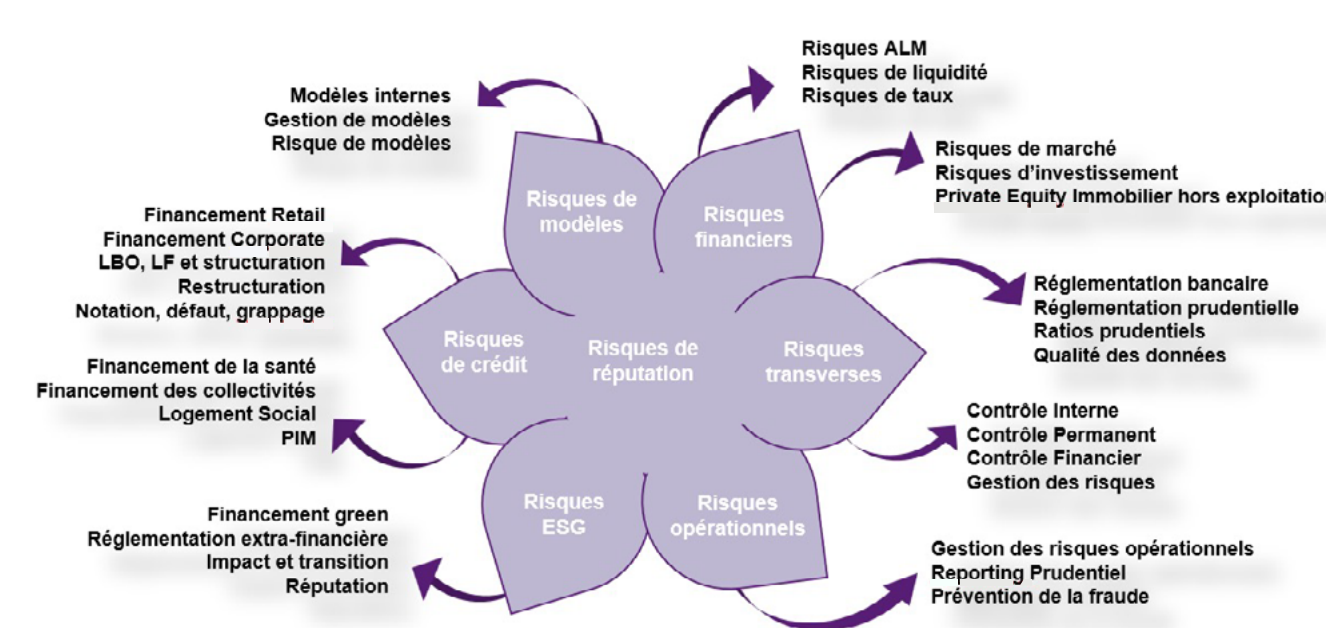 Risques ALM
Risques de liquidité
Risques de taux
Modèles internes
Gestion de modèles
RIsque de modèles
Risques de marché
Risques d'investissement
Private Equity Immobilier hors exploitation
Risques de
modèles
Risques
financiers
Financement Retail
Financement Corporate
LBO, LF et structuration
Restructuration
Notation, défaut, grappage
Réglementation bancaire
Réglementation prudentielle
Ratios prudentiels
Qualité des données
Risques
de crédit
Risques de
réputation
Risques
transverses
Financement de la santé
Financement des collectivités
Logement Social
PIM
Contrôle Interne
Contrôle Permanent
Contrôle Financier
Gestion des risques
Risques
ESG
Risques
opérationnels
Financement green
Réglementation extra-financière
Impact et transition
Réputation
Gestion des risques opérationnels
Reporting Prudentiel
Prévention de la fraude